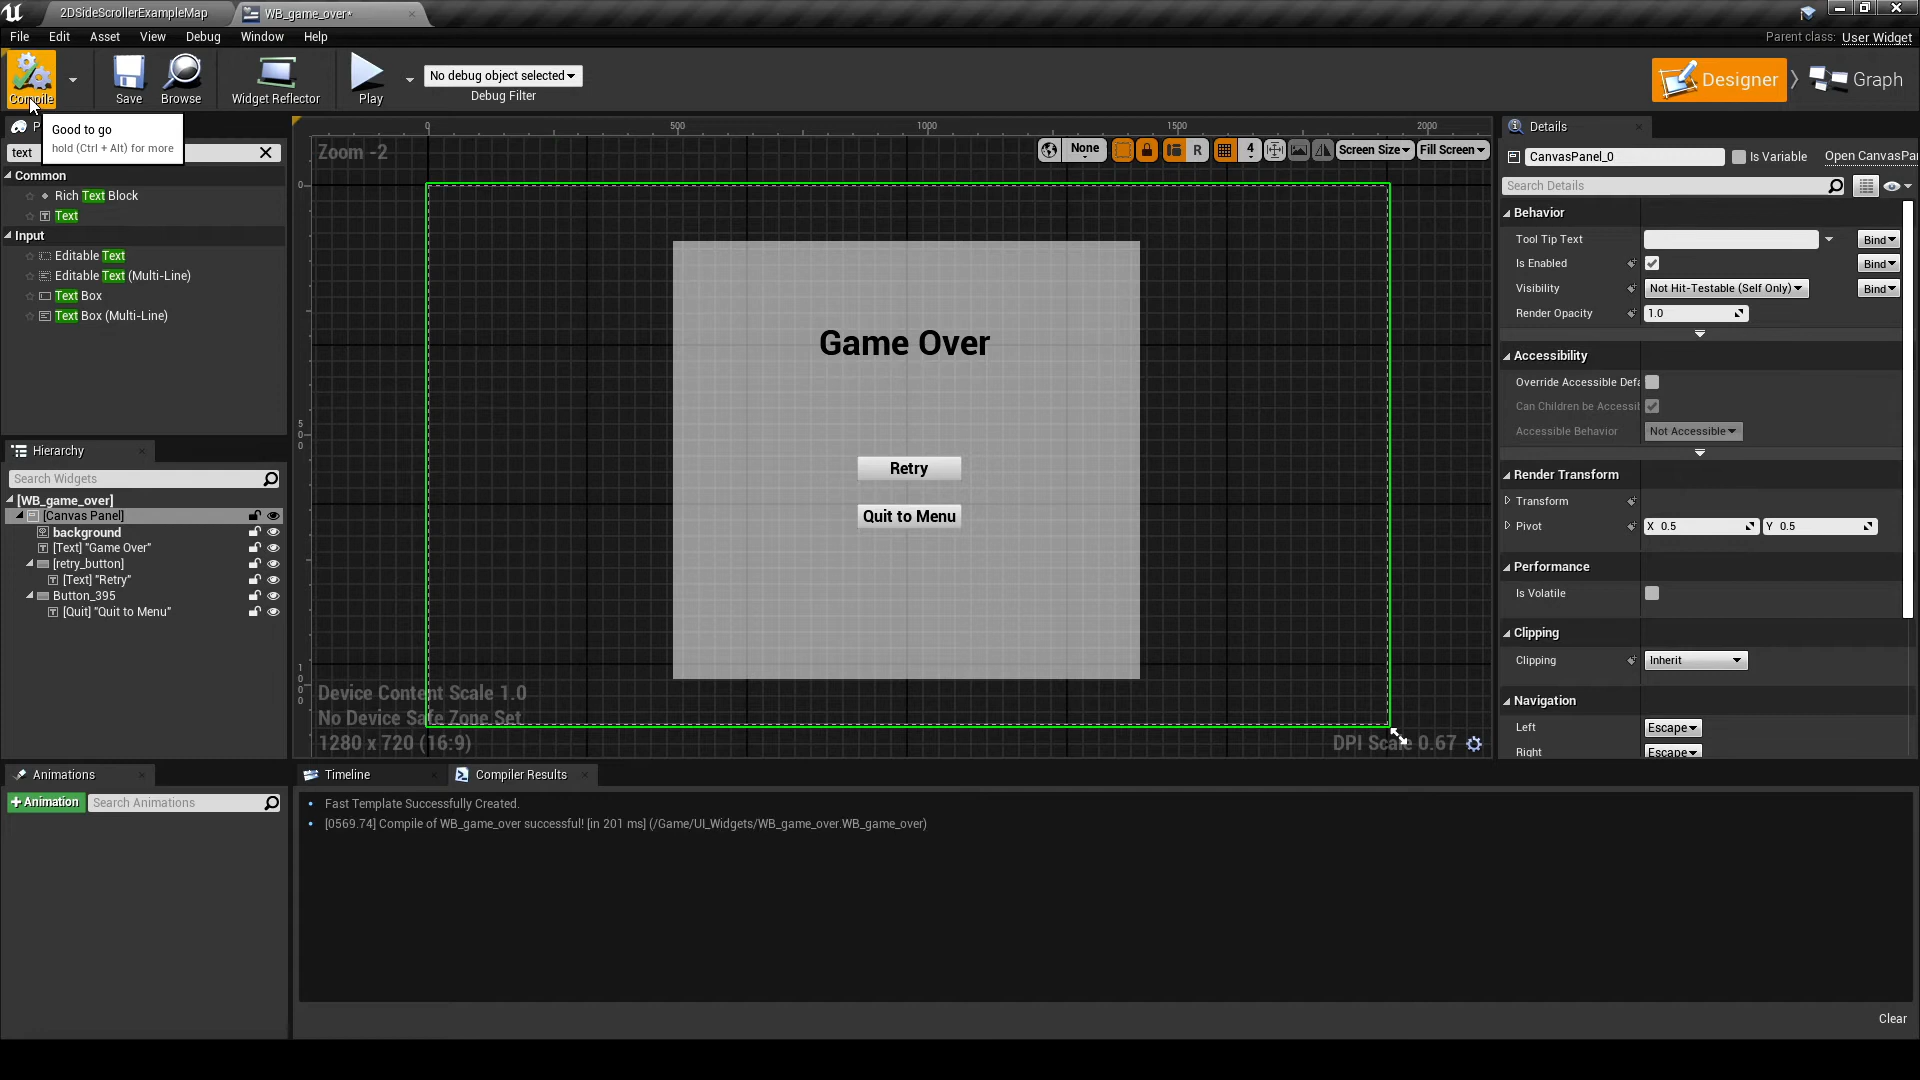 2DSideScrollerExampleMap
WB_game_over*
File Edit Asset View Debug Window Help
Parent class: User Widget
Compile
Save
Browse
Widget Reflector
Play
No debug object selected
Debug Filter
Designer
Graph
P
Good to go
hold (Ctrl + Alt) for more
text
Common
Rich Text Block
Text
Input
Editable Text
Editable Text (Multi-Line)
Text Box
Text Box (Multi-Line)
Hierarchy
Search Widgets
[WB_game_over]
[Canvas Panel]
background
[Text] "Game Over"
[retry_button]
[Text] "Retry"
Button_395
[Quit] "Quit to Menu"
Animations
+Animation
Search Animations
0 500 1000 1500 2000
Zoom -2
None
R
4
Screen Size
Fill Screen
0
5
0
0
1
0
0
0
Game Over
Retry
Quit to Menu
Device Content Scale 1.0
No Device Safe Zone Set
1280 x 720 (16:9)
DPI Scale 0.67
Timeline
Compiler Results
Fast Template Successfully Created.
[0569.74] Compile of WB_game_over successful! [in 201 ms] (/Game/UI_Widgets/WB_game_over.WB_game_over)
Clear
Details
CanvasPanel_0
Is Variable
Open CanvasPar
Search Details
Behavior
Tool Tip Text
Bind
Is Enabled
Bind
Visibility
Not Hit-Testable (Self Only)
Bind
Render Opacity
1.0
Accessibility
Override Accessible Defa
Can Children be Accessib
Accessible Behavior
Not Accessible
Render Transform
Transform
Pivot
X 0.5
Y 0.5
Performance
Is Volatile
Clipping
Clipping
Inherit
Navigation
Left
Escape
Right
Escape